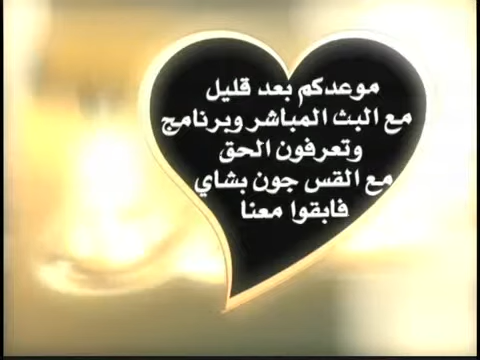 موعدكم بعد قليل
مع البث المباشر وبرنامج
وتعرفون الحق
مع القس جون بشاي
فابقوا معنا